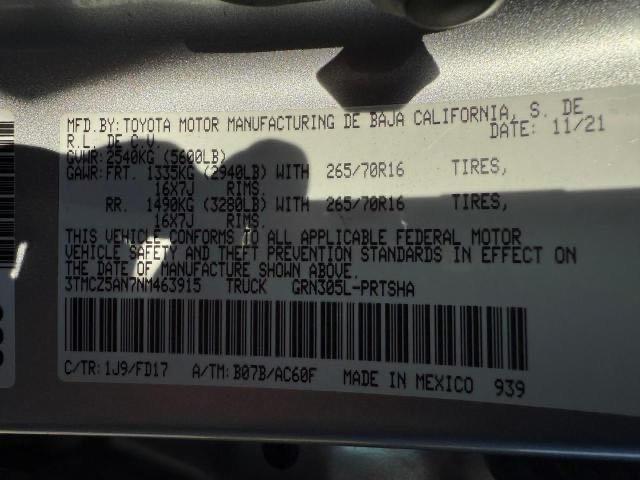 MFD.BY:TOYOTA MOTOR MANUFACTURING DE BAJA CALIFORNIA, S. DE
R.L. DE C.V. DATE: 11/21
GVWR: 2540KG (5600LB)
GAWR: FRT. 1335KG (2940LB) WITH 265/70R16 TIRES,
16X7J RIMS.
RR. 1490KG (3280LB) WITH 265/70R16 TIRES,
16X7J RIMS.
THIS VEHICLE CONFORMS TO ALL APPLICABLE FEDERAL MOTOR
VEHICLE SAFETY AND THEFT PREVENTION STANDARDS IN EFFECT ON
THE DATE OF MANUFACTURE SHOWN ABOVE.
3TMCZ5AN7NM463915 TRUCK GRN305L-PRTSHA
C/TR: 1J9/FD17 A/TM: B07B/AC60F MADE IN MEXICO 939